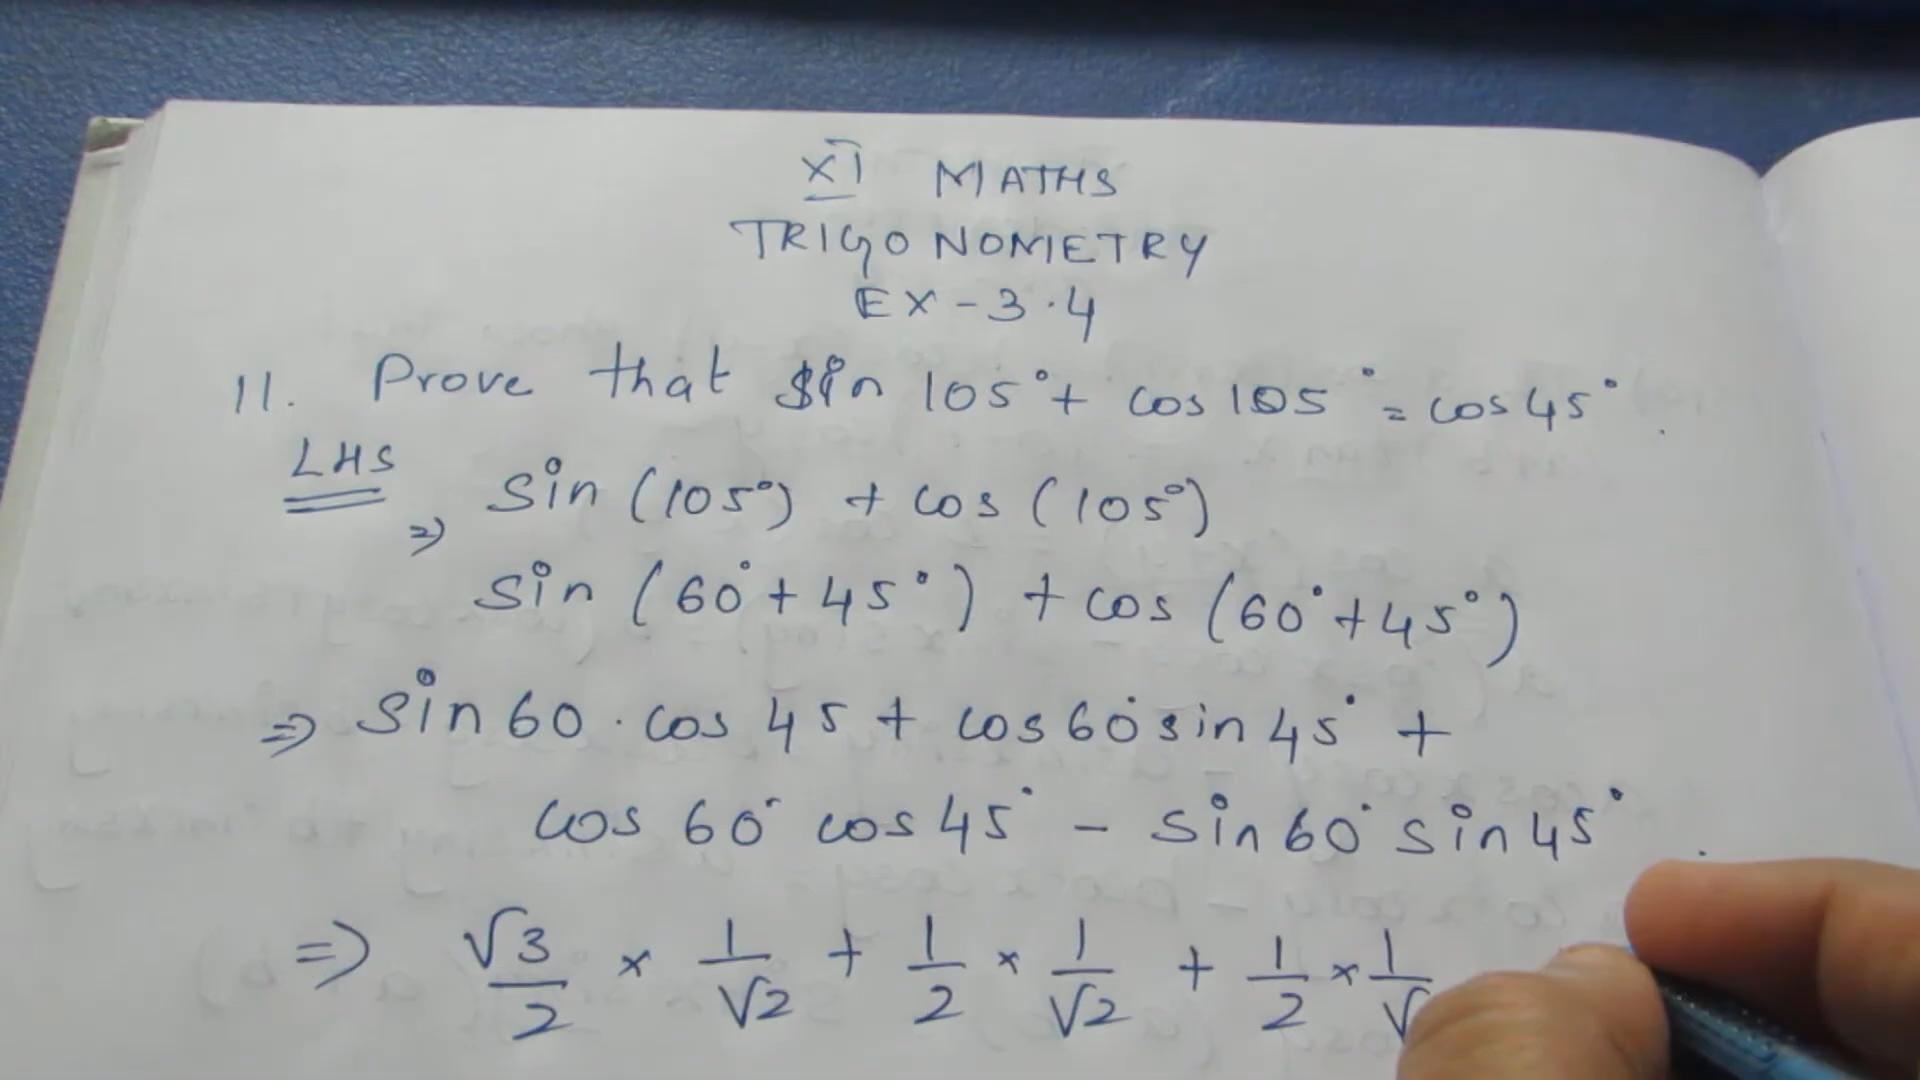 XI MATHS
TRIGONOMETRY
EX-3.4
11. Prove that sin 105° + cos 105° = cos 45°.
LHS
⇒ sin (105°) + cos (105°)
sin (60° + 45°) + cos (60° + 45°)
⇒ sin 60 . cos 45 + cos 60° sin 45° +
cos 60° cos 45° - sin 60° sin 45°.
⇒ √3/2 × 1/√2 + 1/2 × 1/√2 + 1/2 × 1/√